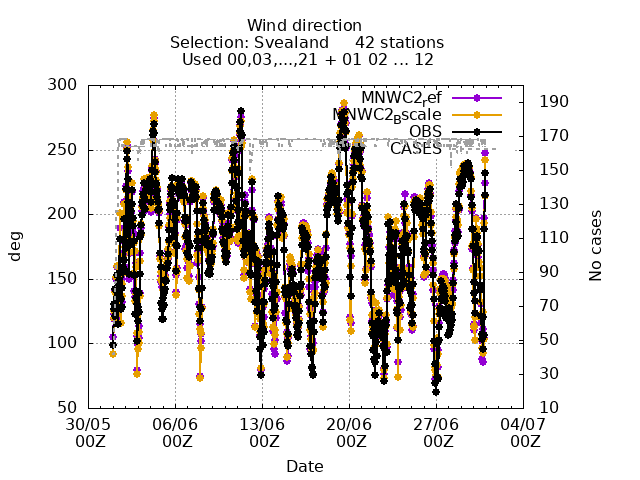 Wind direction
Selection: Svealand 42 stations
Used 00,03,...,21 + 01 02 ... 12
MNWC2_ref
MNWC2_Bscale
OBS
CASES
300
250
200
150
100
50
deg
190
170
150
130
110
90
70
50
30
10
No cases
30/05 06/06 13/06 20/06 27/06 04/07
00Z 00Z 00Z 00Z 00Z 00Z
Date